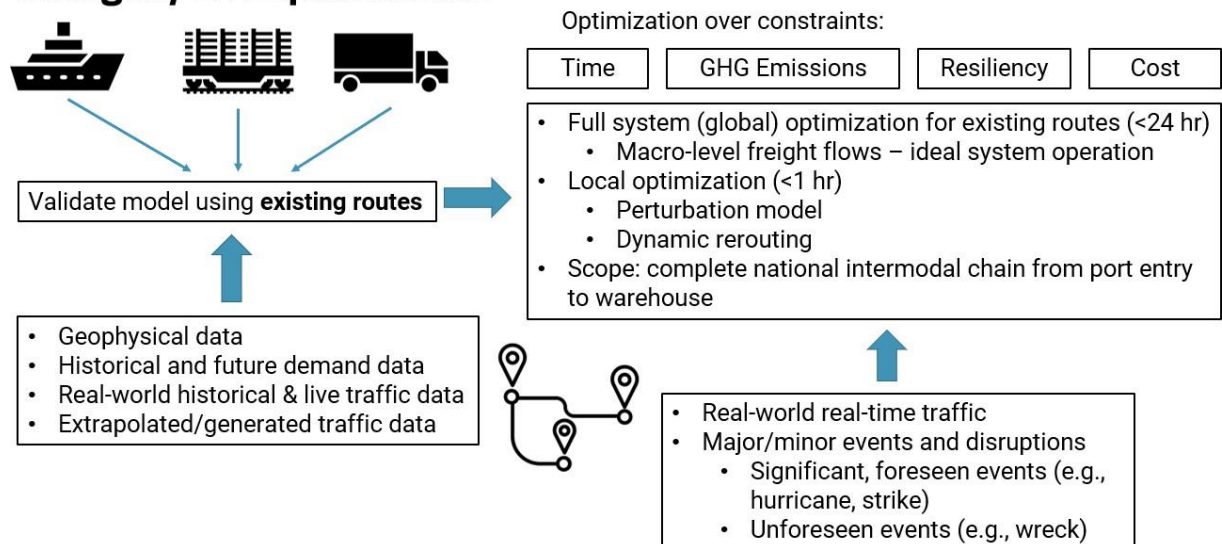 Optimization over constraints:
Time
GHG Emissions
Resiliency
Cost
• Full system (global) optimization for existing routes (<24 hr)
• Macro-level freight flows – ideal system operation
• Local optimization (<1 hr)
• Perturbation model
• Dynamic rerouting
• Scope: complete national intermodal chain from port entry
to warehouse
Validate model using existing routes
• Geophysical data
• Historical and future demand data
• Real-world historical & live traffic data
• Extrapolated/generated traffic data
• Real-world real-time traffic
• Major/minor events and disruptions
• Significant, foreseen events (e.g.,
hurricane, strike)
• Unforeseen events (e.g., wreck)